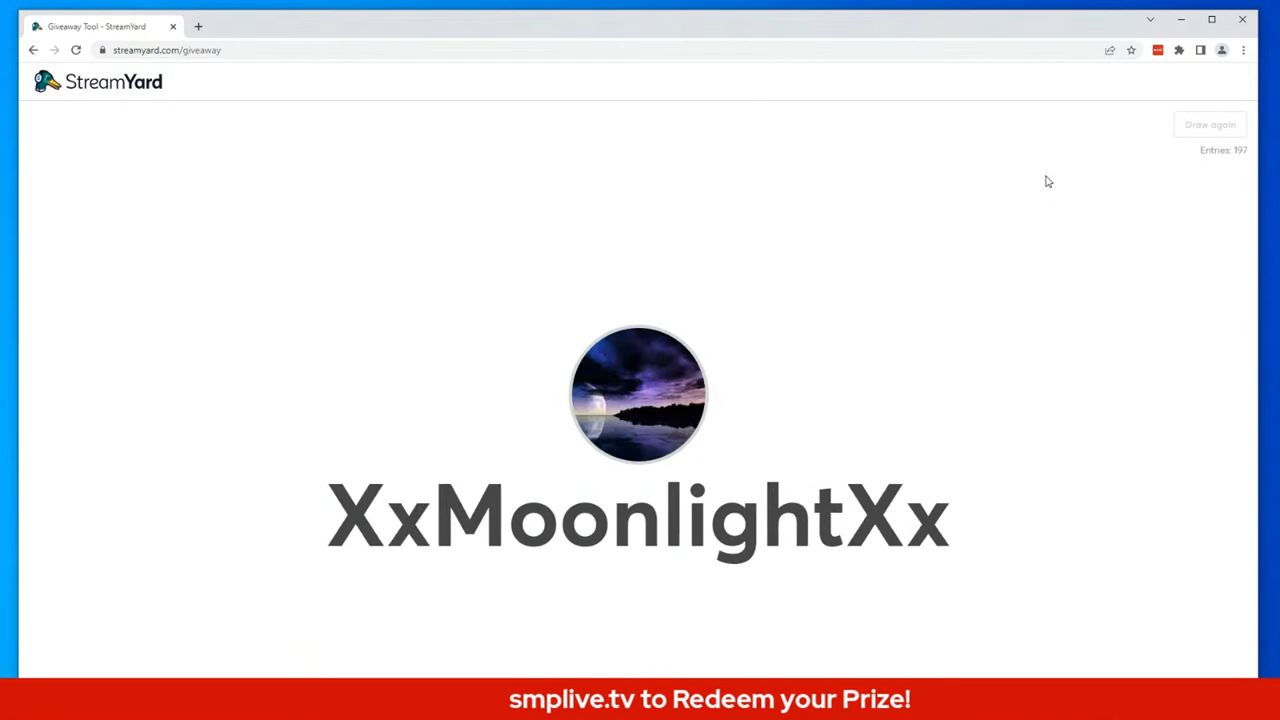 Giveaway Tool - StreamYard
streamyard.com/giveaway
StreamYard
Draw again
Entries: 197
XxMoonlightXx
smplive.tv to Redeem your Prize!